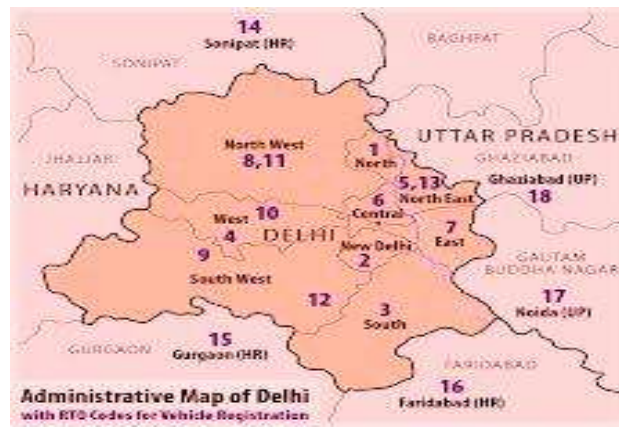 14
Sonipat (HR)
BAGHPAT
SONIPAT
North West
8,11
1
North
UTTAR PRADESH
GHAZIABAD
JHAJJAR
HARYANA
5,13
North East
Ghaziabad (UP)
18
6
Central
West 10
4
DELHI
7
East
New Delhi
2
9
South West
GAUTAM
BUDDHA NAGAR
12
3
South
17
Noida (UP)
15
Gurgaon (HR)
GURGAON
FARIDABAD
16
Faridabad (HR)
Administrative Map of Delhi
with RTO Codes for Vehicle Registration